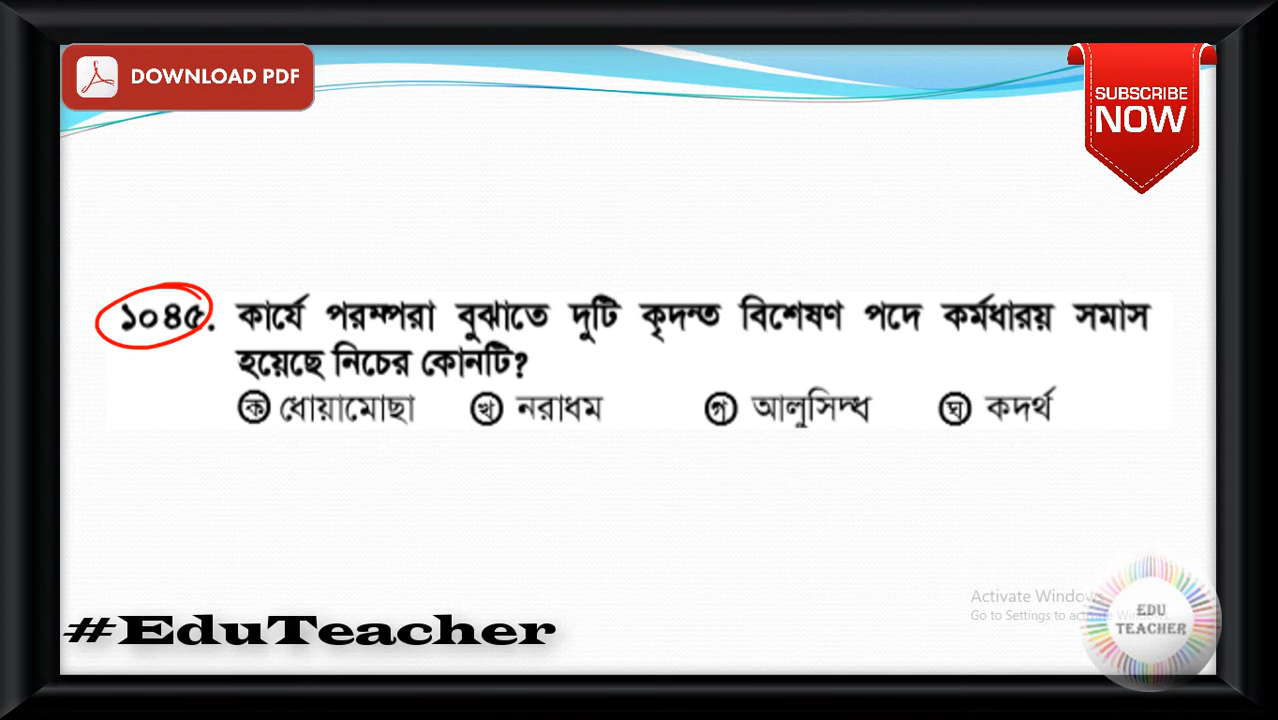 DOWNLOAD PDF
SUBSCRIBE
NOW
১০৪৫. কার্যে পরম্পরা বুঝাতে দুটি কৃদন্ত বিশেষণ পদে কর্মধারয় সমাস
হয়েছে নিচের কোনটি?
ক ধোয়ামোছা খ নরাধম গ আলুসিদ্ধ ঘ কদর্থ
Activate Windows
Go to Settings to activate
#EduTeacher
EDU
TEACHER